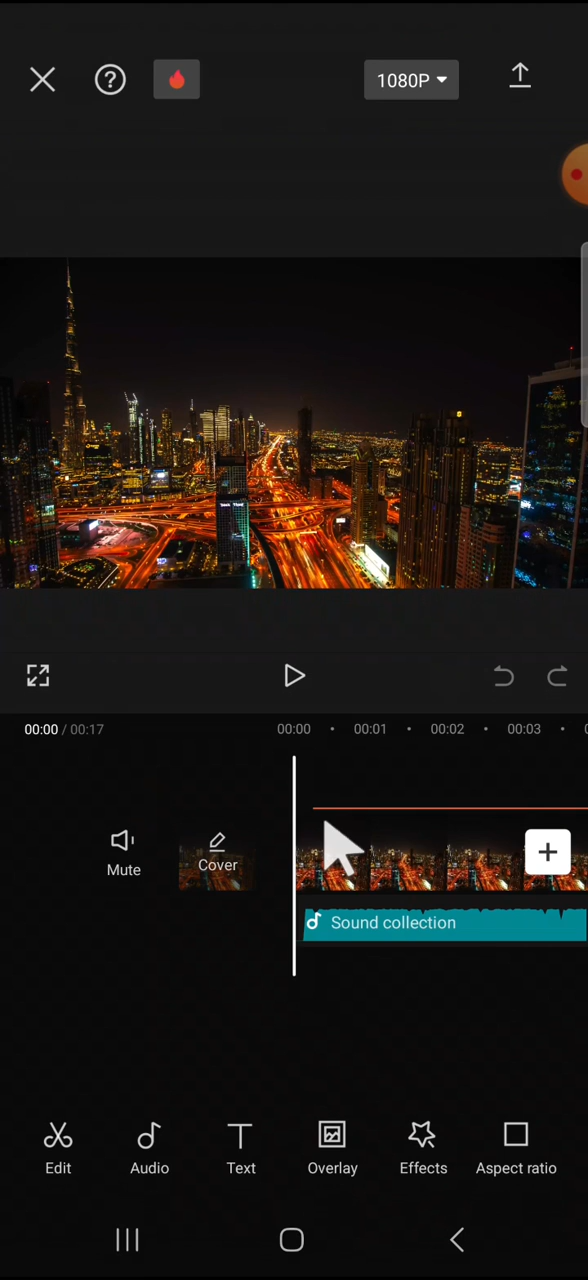 1080P
00:00 / 00:17
00:00 00:01 00:02 00:03
Mute
Cover
Sound collection
Edit
Audio
Text
Overlay
Effects
Aspect ratio